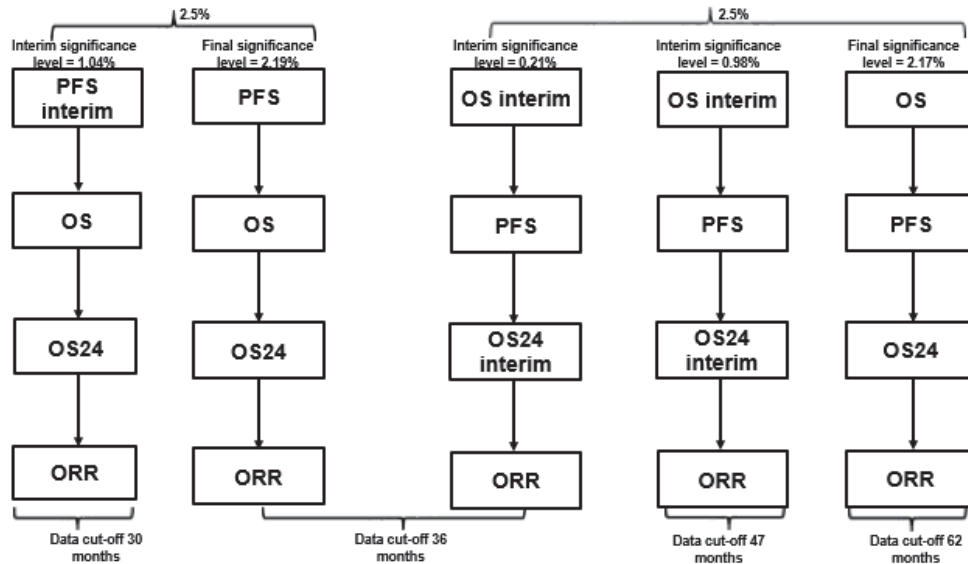 2.5%
2.5%
Interim significance
level = 1.04%
Final significance
level = 2.19%
Interim significance
level = 0.21%
Interim significance
level = 0.98%
Final significance
level = 2.17%
PFS
interim
PFS
OS interim
OS interim
OS
OS
OS
PFS
PFS
PFS
OS24
OS24
OS24
interim
OS24
interim
OS24
ORR
ORR
ORR
ORR
ORR
Data cut-off 30
months
Data cut-off 36
months
Data cut-off 47
months
Data cut-off 62
months